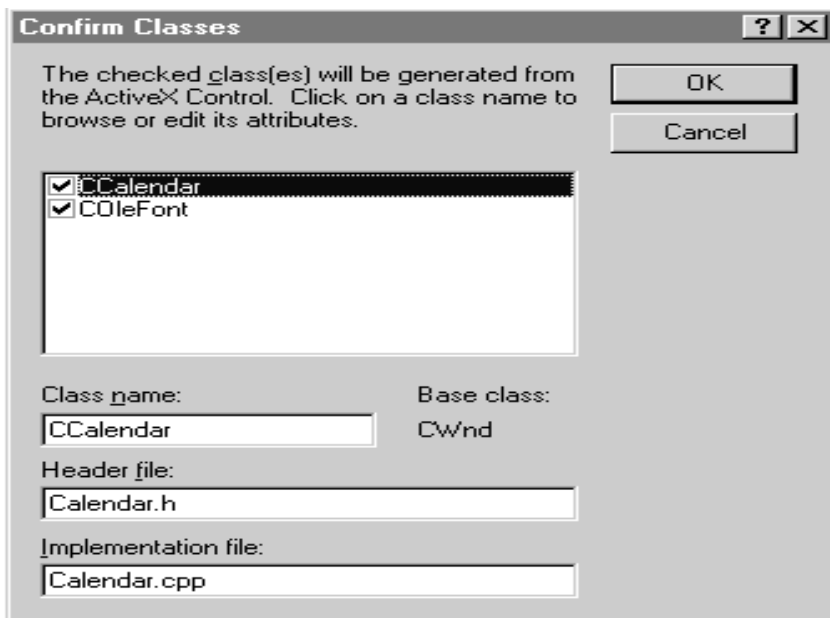 Confirm Classes
The checked class(es) will be generated from
the ActiveX Control. Click on a class name to
browse or edit its attributes.
OK
Cancel
CCalendar
COleFont
Class name:
Base class:
CCalendar
CWnd
Header file:
Calendar.h
Implementation file:
Calendar.cpp